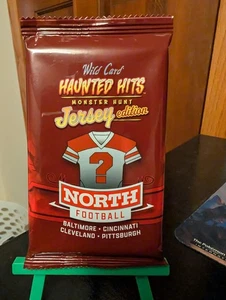 Wild Card
HAUNTED HITS
MONSTER HUNT
Jersey edition
?
NORTH
FOOTBALL
BALTIMORE • CINCINNATI
CLEVELAND • PITTSBURGH